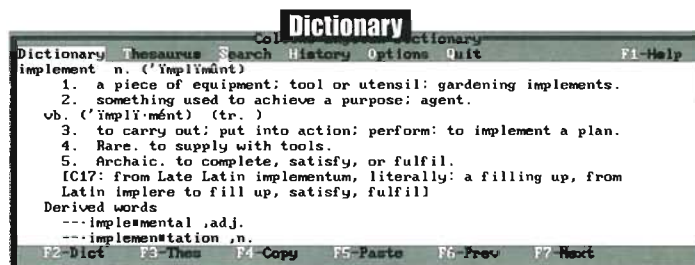 Dictionary
Dictionary Thesaurus Search History Options Quit F1-Help
implement n. ('ïmplïmûnt)
1. a piece of equipment; tool or utensil: gardening implements.
2. something used to achieve a purpose; agent.
vb. ('ïmplï·mént) (tr. )
3. to carry out; put into action; perform: to implement a plan.
4. Rare. to supply with tools.
5. Archaic. to complete, satisfy, or fulfil.
[C17: from Late Latin implementum, literally: a filling up, from
Latin implere to fill up, satisfy, fulfil]
Derived words
--·imple■mental ,adj.
--·implemen■tation ,n.
F2-Dict F3-Thes F4-Copy F5-Paste F6-Prev F7-Next